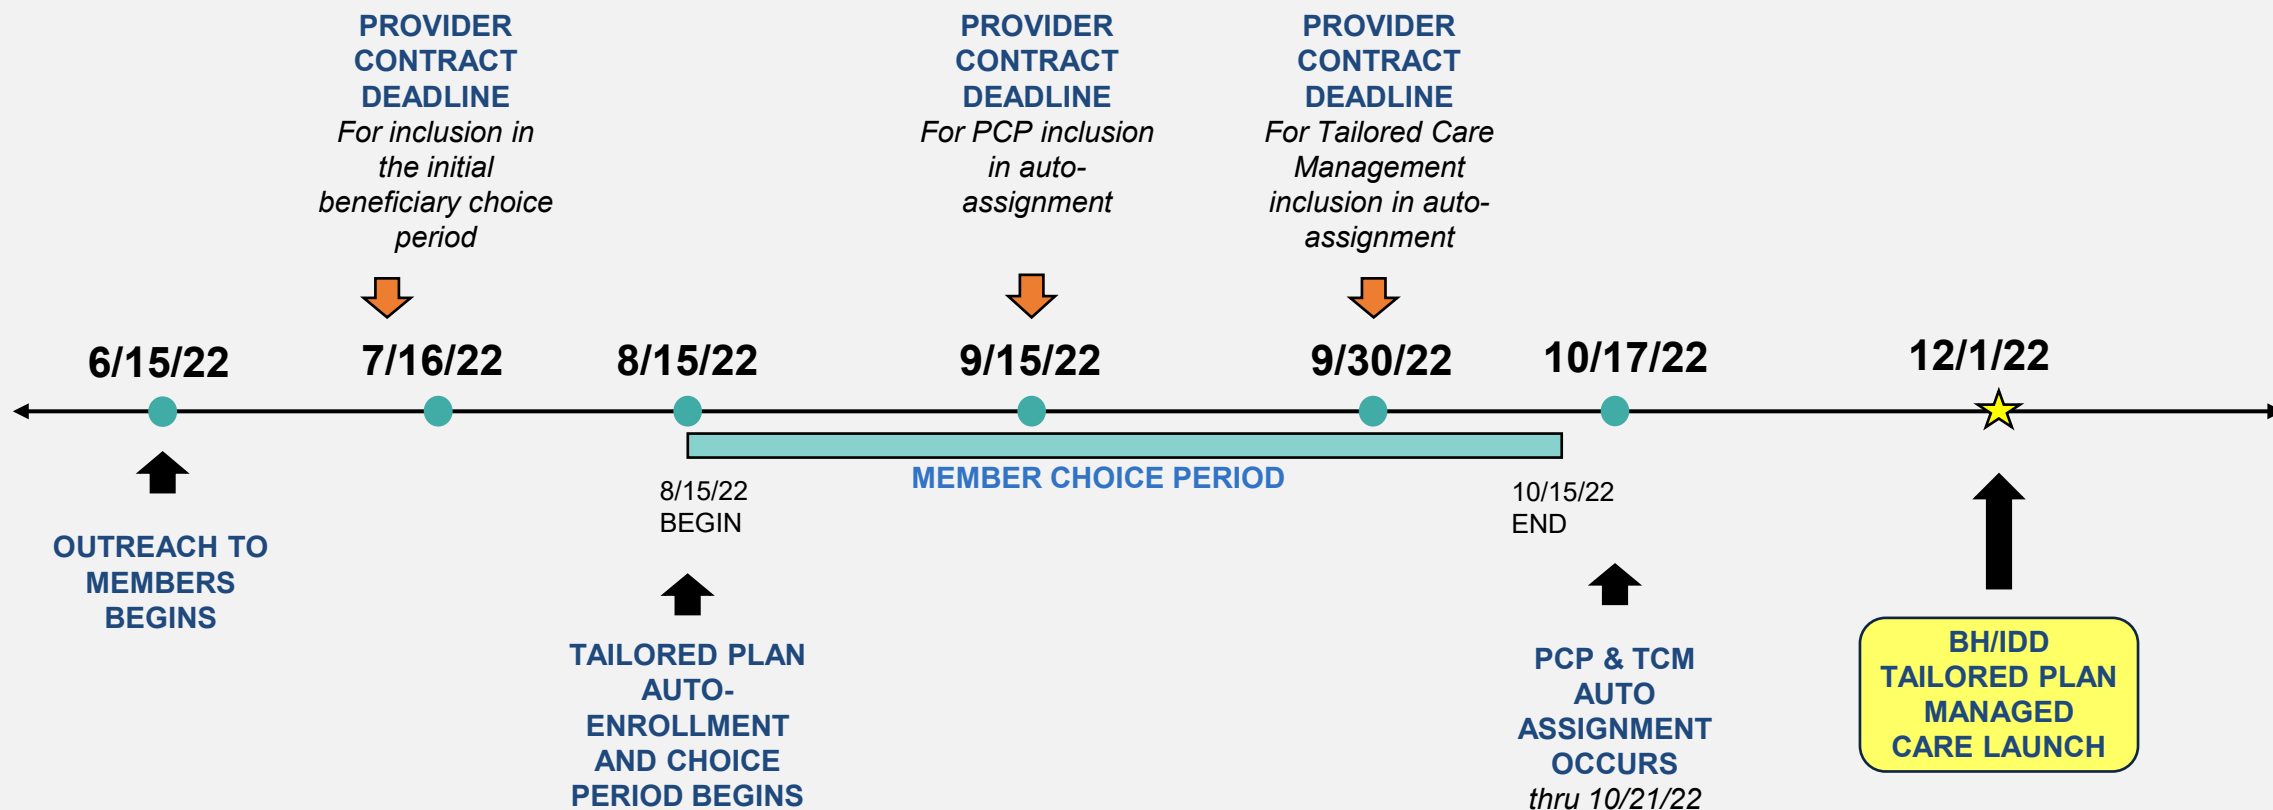 PROVIDER
CONTRACT
DEADLINE
For inclusion in
the initial
beneficiary choice
period
PROVIDER
CONTRACT
DEADLINE
For PCP inclusion
in auto-
assignment
PROVIDER
CONTRACT
DEADLINE
For Tailored Care
Management
inclusion in auto-
assignment
6/15/22
7/16/22
8/15/22
9/15/22
9/30/22
10/17/22
12/1/22
MEMBER CHOICE PERIOD
8/15/22
BEGIN
10/15/22
END
OUTREACH TO
MEMBERS
BEGINS
TAILORED PLAN
AUTO-
ENROLLMENT
AND CHOICE
PERIOD BEGINS
PCP & TCM
AUTO
ASSIGNMENT
OCCURS
thru 10/21/22
BH/IDD
TAILORED PLAN
MANAGED
CARE LAUNCH